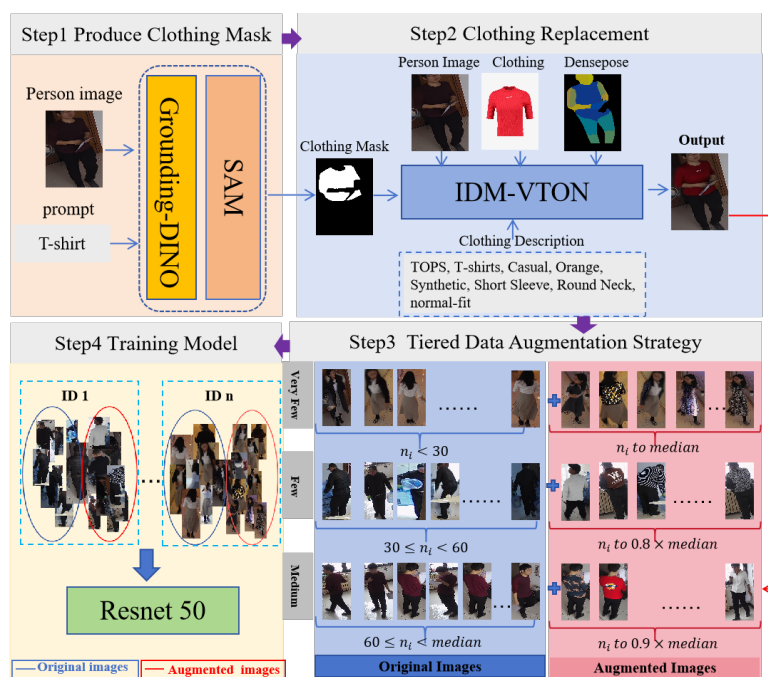 Step1 Produce Clothing Mask
Person image
prompt
T-shirt
Grounding-DINO
SAM
Step2 Clothing Replacement
Person Image
Clothing
Densepose
Clothing Mask
IDM-VTON
Output
Clothing Description
TOPS, T-shirts, Casual, Orange,
Synthetic, Short Sleeve, Round Neck,
normal-fit
Step3 Tiered Data Augmentation Strategy
Very Few
......
n_i < 30
...
n_i to median
Few
......
30 ≤ n_i < 60
......
n_i to 0.8 × median
Medium
...
60 ≤ n_i < median
......
n_i to 0.9 × median
Original Images
Augmented Images
Step4 Training Model
ID 1
ID n
...
Resnet 50
Original images
Augmented images